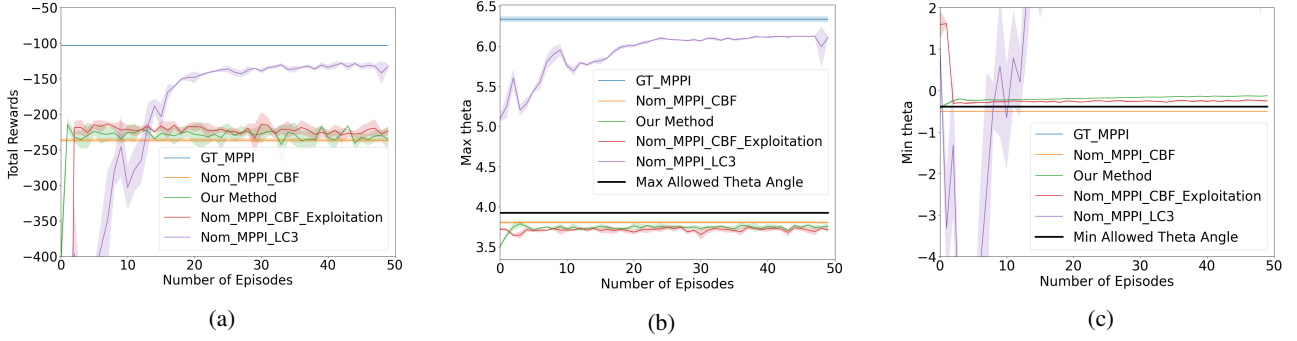 −50
−100
−150
−200
−250
−300
−350
−400
Total Rewards
GT_MPPI
Nom_MPPI_CBF
Our Method
Nom_MPPI_CBF_Exploitation
Nom_MPPI_LC3
0 10 20 30 40 50
Number of Episodes
(a)
6.5
6.0
5.5
5.0
4.5
4.0
3.5
Max theta
GT_MPPI
Nom_MPPI_CBF
Our Method
Nom_MPPI_CBF_Exploitation
Nom_MPPI_LC3
Max Allowed Theta Angle
0 10 20 30 40 50
Number of Episodes
(b)
2
1
0
−1
−2
−3
−4
Min theta
GT_MPPI
Nom_MPPI_CBF
Our Method
Nom_MPPI_CBF_Exploitation
Nom_MPPI_LC3
Min Allowed Theta Angle
0 10 20 30 40 50
Number of Episodes
(c)